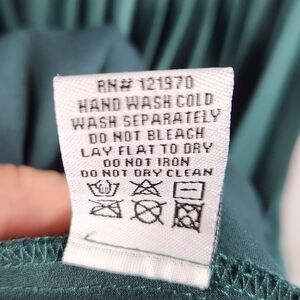 RN# 121970
HAND WASH COLD
WASH SEPARATELY
DO NOT BLEACH
LAY FLAT TO DRY
DO NOT IRON
DO NOT DRY CLEAN